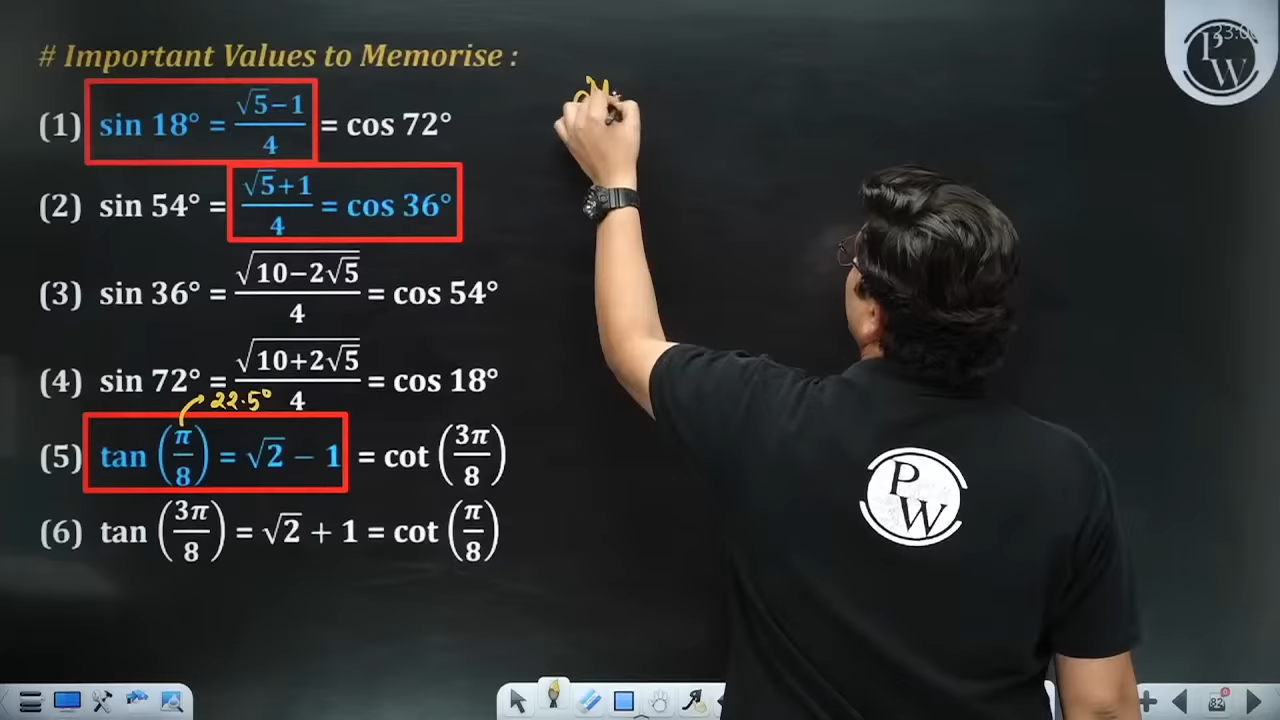 # Important Values to Memorise :
(1) sin 18° = (√5−1)/4 = cos 72°
(2) sin 54° = (√5+1)/4 = cos 36°
(3) sin 36° = √(10−2√5)/4 = cos 54°
(4) sin 72° = √(10+2√5)/4 = cos 18°
22.5°
(5) tan (π/8) = √2 − 1 = cot (3π/8)
(6) tan (3π/8) = √2 + 1 = cot (π/8)
PW
PW
82